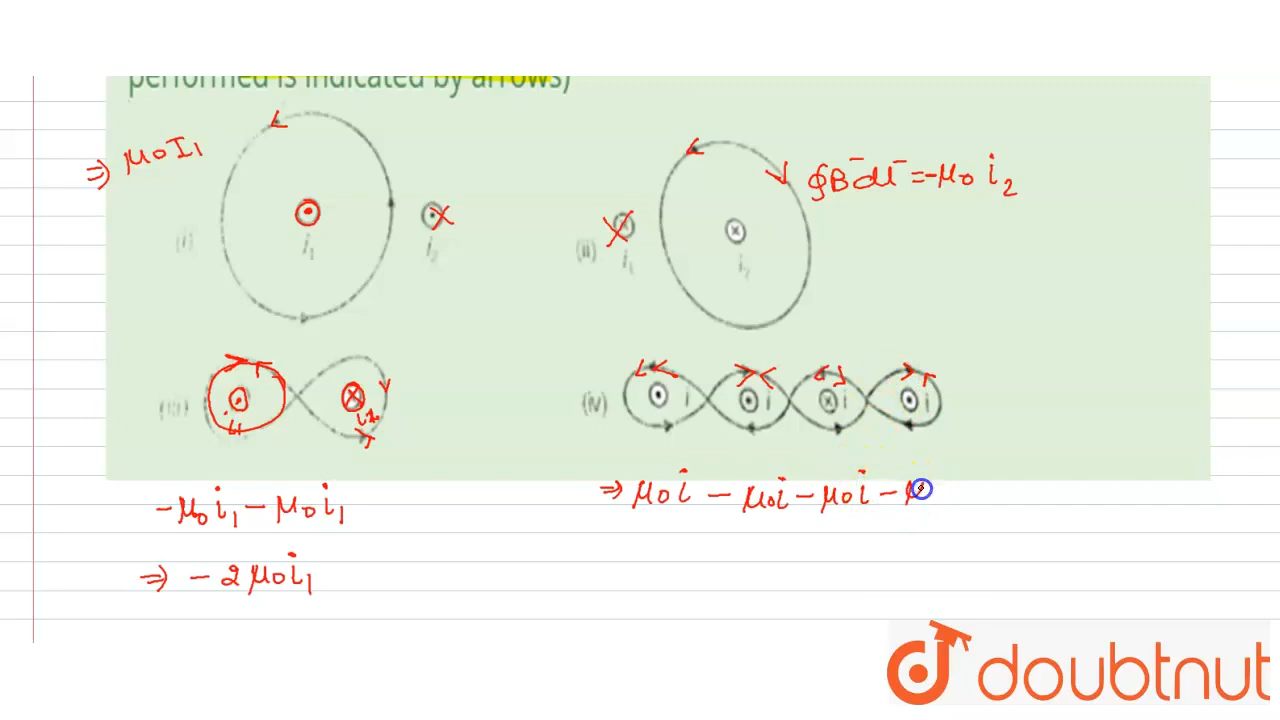 performed is indicated by arrows)
⇒ μ0I1
i1
i2
(i)
∮B̄ dl̄ = -μ0 i2
(ii)
i1
i2
(iii)
i
i1
(iv)
i i i i
-μ0i1 - μ0i1
⇒ -2μ0i1
⇒ μ0i - μ0i - μ0i - μ
doubtnut